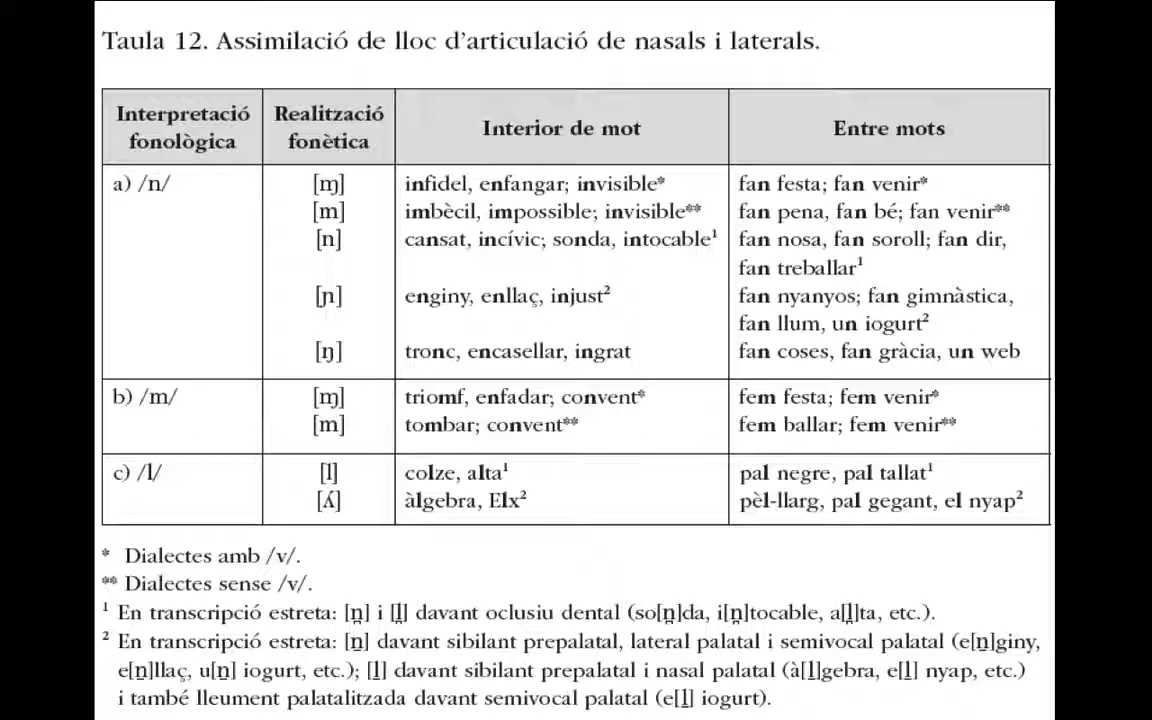 Taula 12. Assimilació de lloc d'articulació de nasals i laterals.
Interpretació fonològica Realització fonètica Interior de mot Entre mots
a) /n/ [ɱ] infidel, enfangar; invisible* fan festa; fan venir*
[m] imbècil, impossible; invisible** fan pena, fan bé; fan venir**
[n] cansat, incívic; sonda, intocable¹ fan nosa, fan soroll; fan dir,
fan treballar¹
[ɲ] enginy, enllaç, injust² fan nyanyos; fan gimnàstica,
fan llum, un iogurt²
[ŋ] tronc, encasellar, ingrat fan coses, fan gràcia, un web
b) /m/ [ɱ] triomf, enfadar; convent* fem festa; fem venir*
[m] tombar; convent** fem ballar; fem venir**
c) /l/ [l] colze, alta¹ pal negre, pal tallat¹
[ʎ] àlgebra, Elx² pèl-llarg, pal gegant, el nyap²
* Dialectes amb /v/.
** Dialectes sense /v/.
¹ En transcripció estreta: [n̪] i [l̪] davant oclusiu dental (so[n̪]da, i[n̪]tocable, a[l̪]ta, etc.).
² En transcripció estreta: [n̠] davant sibilant prepalatal, lateral palatal i semivocal palatal (e[n̠]giny,
e[n̠]llaç, u[n̠] iogurt, etc.); [l̠] davant sibilant prepalatal i nasal palatal (à[l̠]gebra, e[l̠] nyap, etc.)
i també lleument palatalitzada davant semivocal palatal (e[l̠] iogurt).